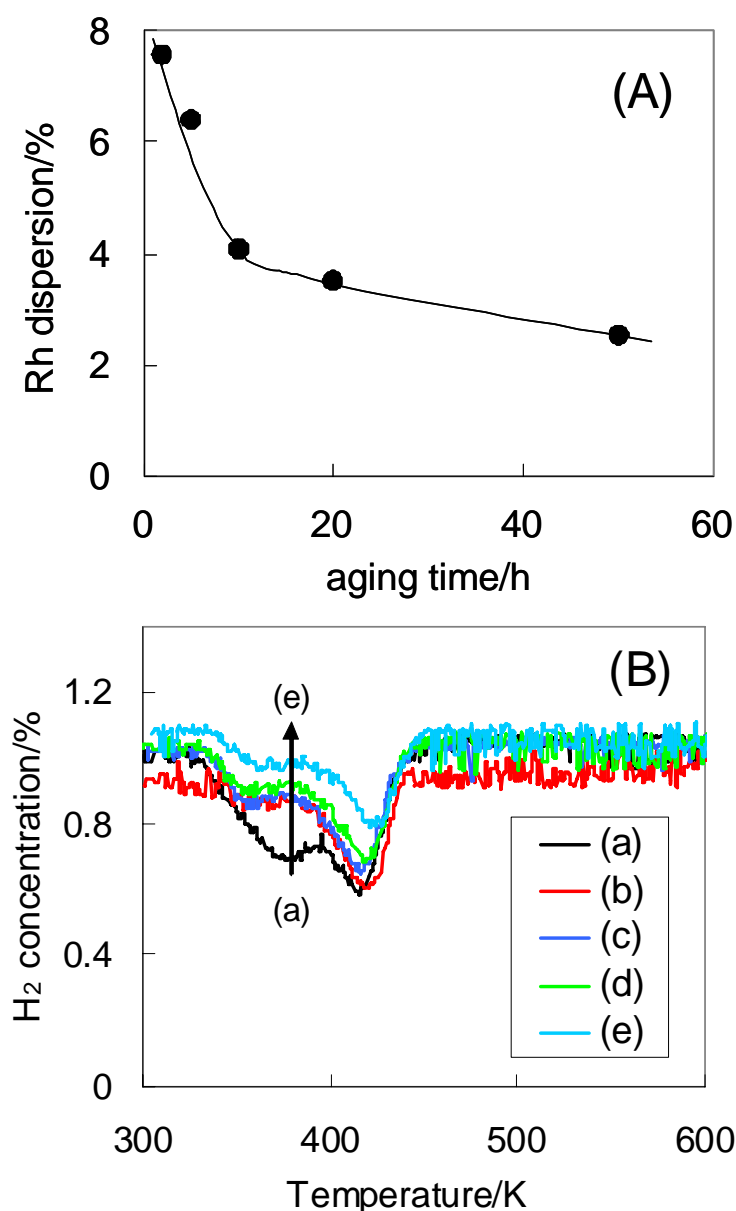 (A)
Rh dispersion/%
8
6
4
2
0
0 20 40 60
aging time/h
(B)
H2 concentration/%
1.2
0.8
0.4
0
(e)
(a)
(a)
(b)
(c)
(d)
(e)
300 400 500 600
Temperature/K